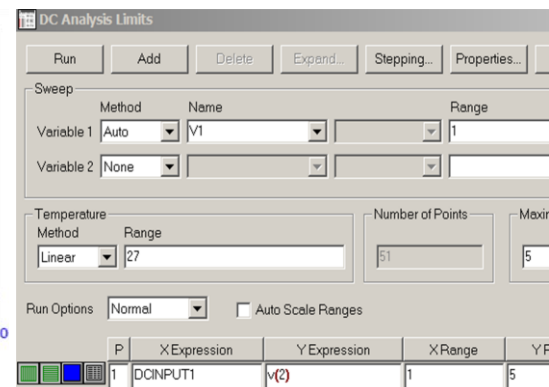 DC Analysis Limits
Run Add Delete Expand... Stepping... Properties...
Sweep
Method Name Range
Variable 1 Auto V1 1
Variable 2 None
Temperature Number of Points
Method Range
Linear 27 51 5
Run Options Normal Auto Scale Ranges
P X Expression Y Expression X Range
1 DCINPUT1 v(2) 1 5